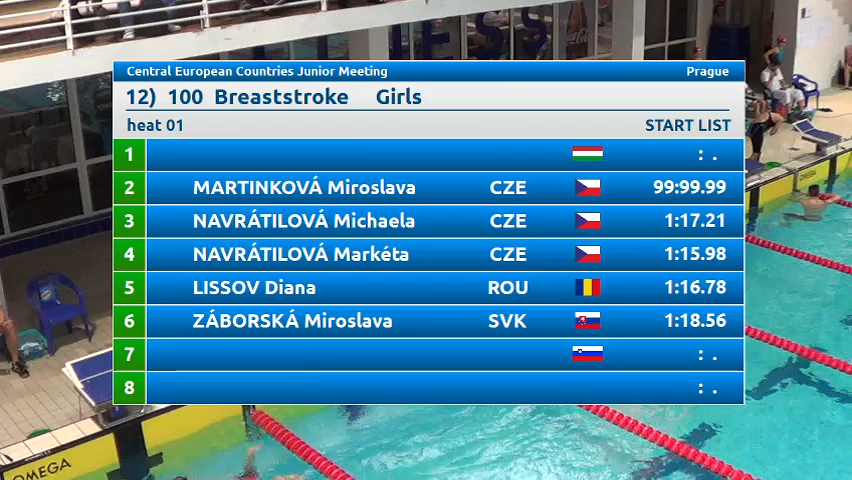 Central European Countries Junior Meeting Prague
12) 100 Breaststroke Girls
heat 01 START LIST
1 : .
2 MARTINKOVÁ Miroslava CZE 99:99.99
3 NAVRÁTILOVÁ Michaela CZE 1:17.21
4 NAVRÁTILOVÁ Markéta CZE 1:15.98
5 LISSOV Diana ROU 1:16.78
6 ZÁBORSKÁ Miroslava SVK 1:18.56
7 : .
8 : .
OMEGA
OMEGA